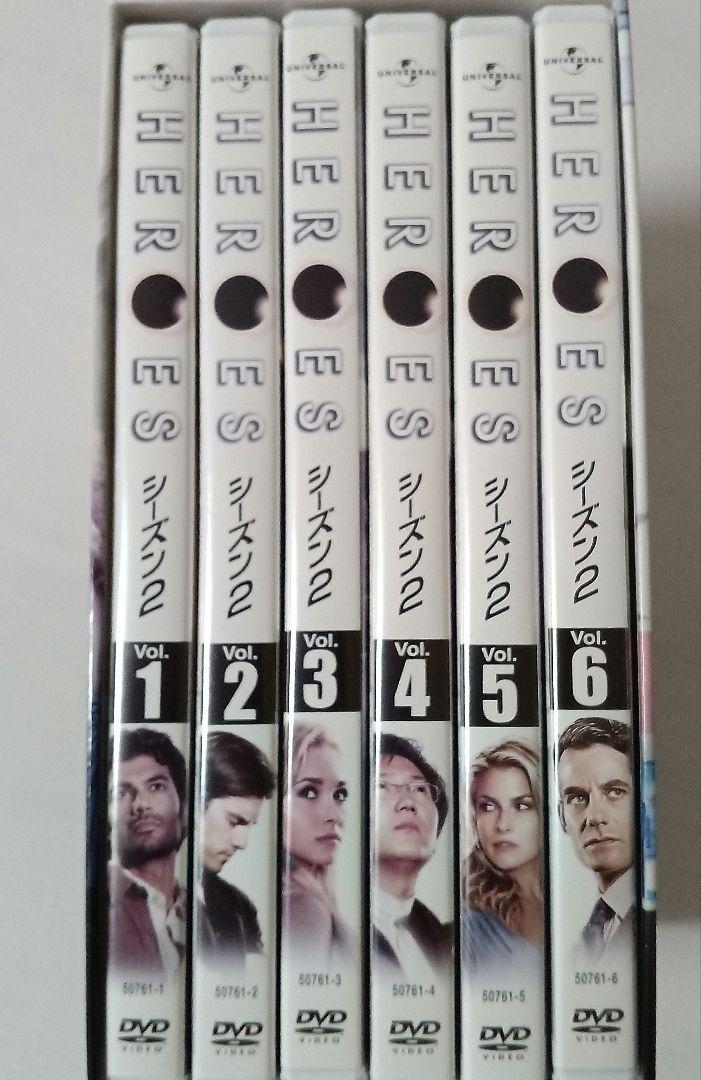 UNIVERSAL
HEROES
シーズン2
Vol.
1
50761-1
DVD
VIDEO
UNIVERSAL
HEROES
シーズン2
Vol.
2
50761-2
DVD
VIDEO
UNIVERSAL
HEROES
シーズン2
Vol.
3
50761-3
DVD
VIDEO
UNIVERSAL
HEROES
シーズン2
Vol.
4
50761-4
DVD
VIDEO
UNIVERSAL
HEROES
シーズン2
Vol.
5
50761-5
DVD
VIDEO
UNIVERSAL
HEROES
シーズン2
Vol.
6
50761-6
DVD
VIDEO